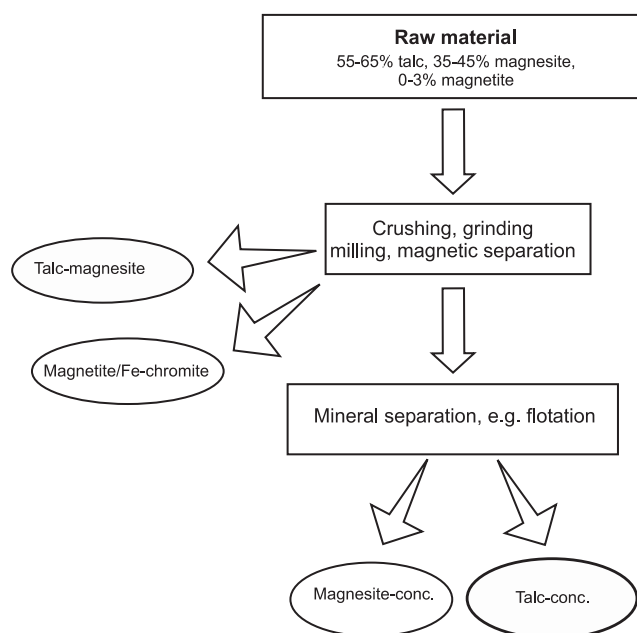 Raw material
55-65% talc, 35-45% magnesite,
0-3% magnetite
Crushing, grinding
milling, magnetic separation
Talc-magnesite
Magnetite/Fe-chromite
Mineral separation, e.g. flotation
Magnesite-conc.
Talc-conc.